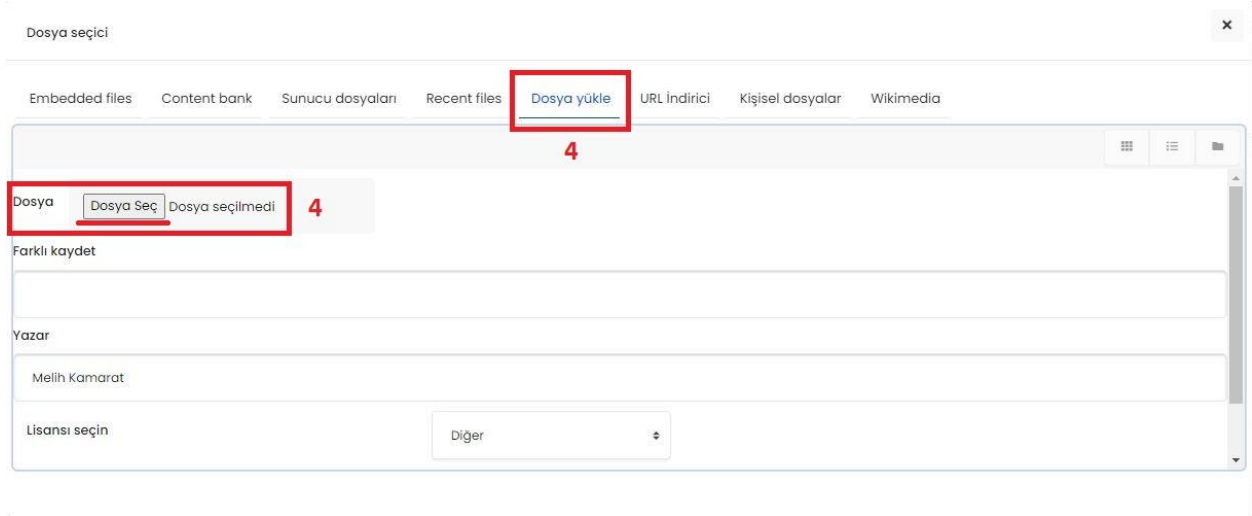 Dosya seçici ×
Embedded files Content bank Sunucu dosyaları Recent files Dosya yükle URL İndirici Kişisel dosyalar Wikimedia
4
Dosya Dosya Seç Dosya seçilmedi 4
Farklı kaydet
Yazar
Melih Kamarat
Lisansı seçin Diğer